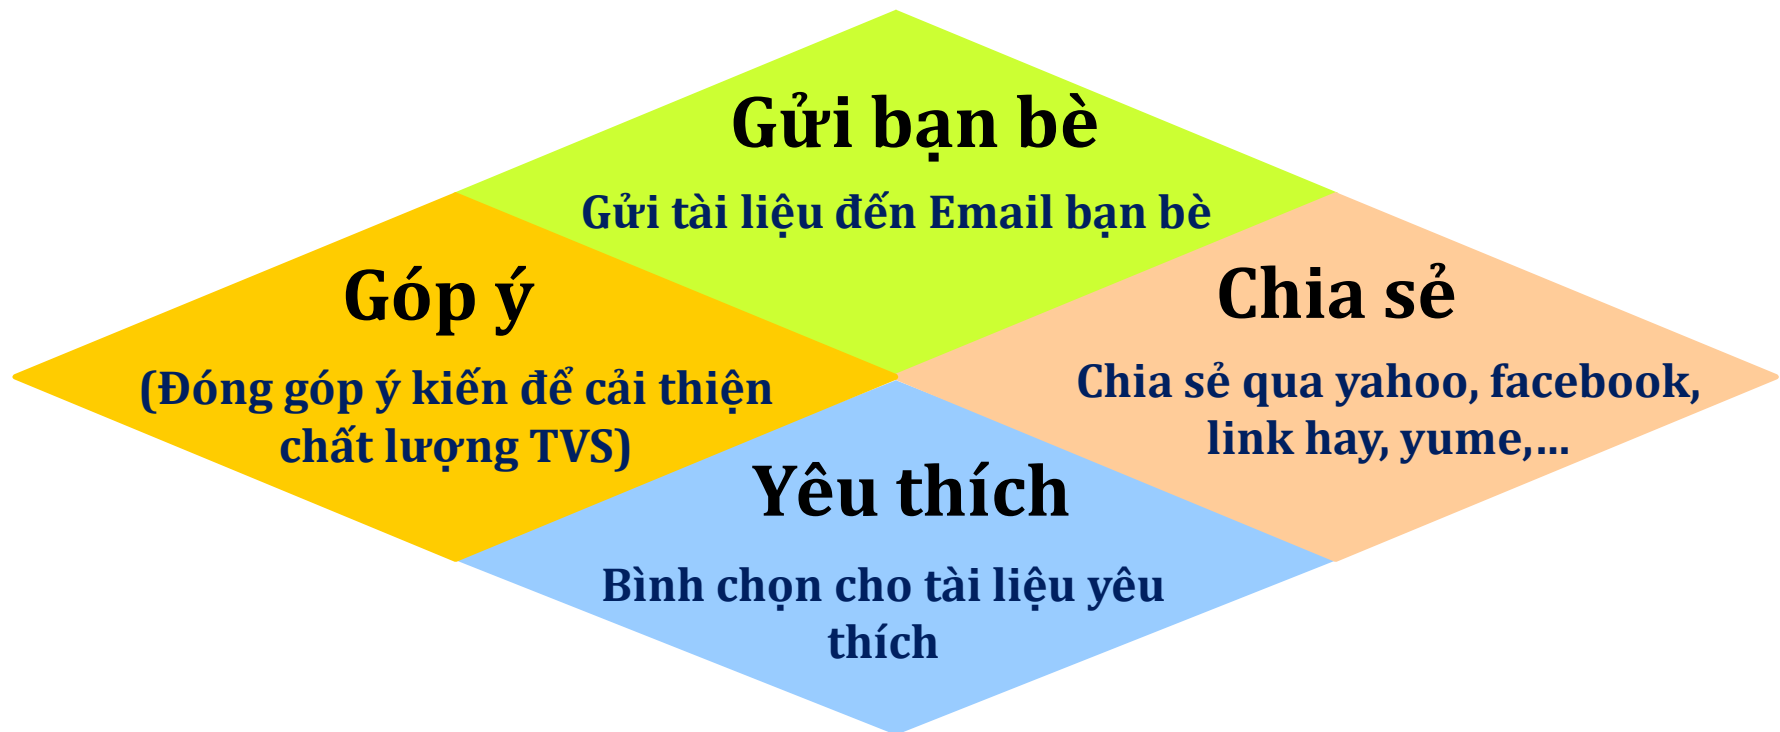 Gửi bạn bè
Gửi tài liệu đến Email bạn bè
Góp ý
(Đóng góp ý kiến để cải thiện
chất lượng TVS)
Chia sẻ
Chia sẻ qua yahoo, facebook,
link hay, yume,...
Yêu thích
Bình chọn cho tài liệu yêu
thích